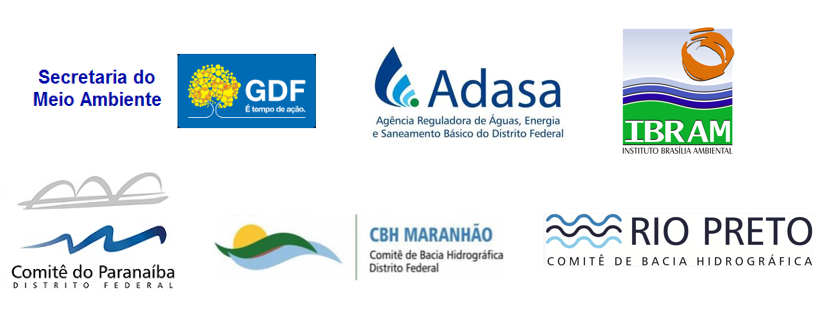 Secretaria do
Meio Ambiente
GDF
É tempo de ação.
Adasa
Agência Reguladora de Águas, Energia
e Saneamento Básico do Distrito Federal
IBRAM
INSTITUTO BRASÍLIA AMBIENTAL
Comitê do Paranaíba
DISTRITO FEDERAL
CBH MARANHÃO
Comitê de Bacia Hidrográfica
Distrito Federal
RIO PRETO
COMITÊ DE BACIA HIDROGRÁFICA